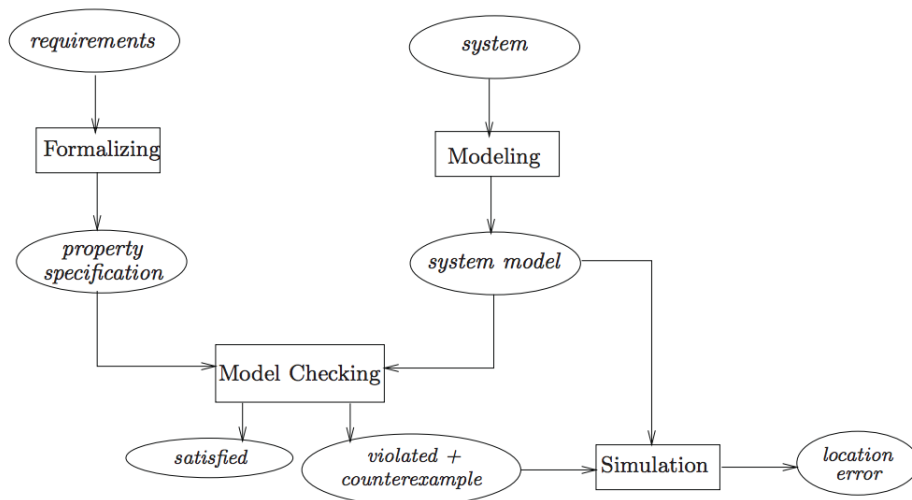 requirements
system
Formalizing
Modeling
property
specification
system model
Model Checking
satisfied
violated +
counterexample
Simulation
location
error